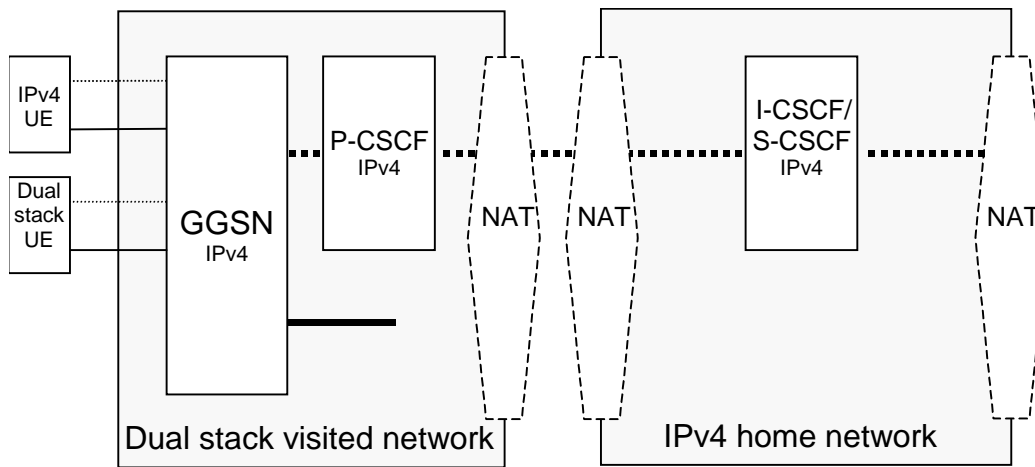 IPv4
UE
Dual
stack
UE
GGSN
IPv4
P-CSCF
IPv4
NAT
NAT
I-CSCF/
S-CSCF
IPv4
NAT
Dual stack visited network
IPv4 home network